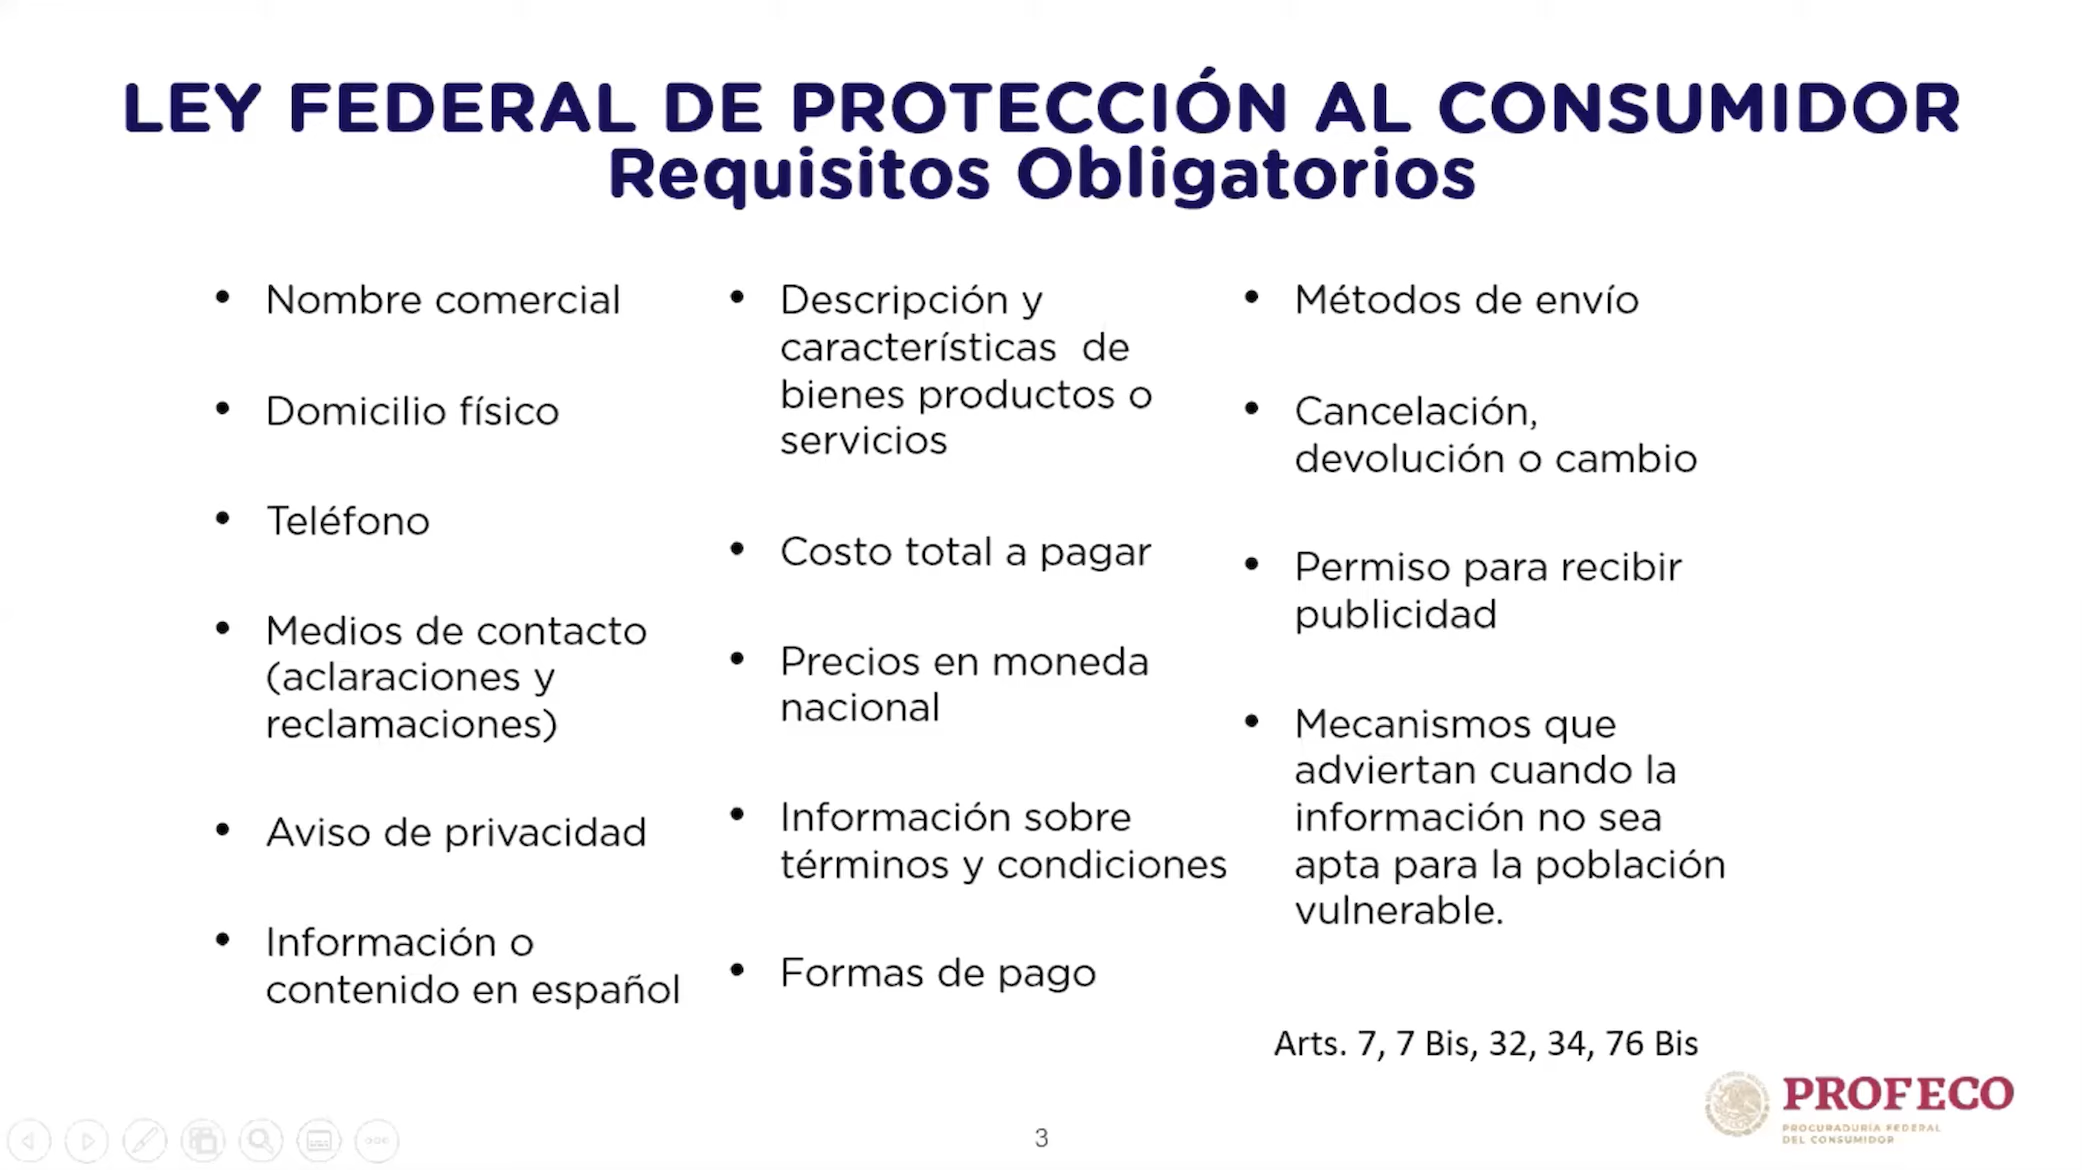 LEY FEDERAL DE PROTECCIÓN AL CONSUMIDOR
Requisitos Obligatorios
• Nombre comercial
• Domicilio físico
• Teléfono
• Medios de contacto
(aclaraciones y
reclamaciones)
• Aviso de privacidad
• Información o
contenido en español
• Descripción y
características de
bienes productos o
servicios
• Costo total a pagar
• Precios en moneda
nacional
• Información sobre
términos y condiciones
• Formas de pago
• Métodos de envío
• Cancelación,
devolución o cambio
• Permiso para recibir
publicidad
• Mecanismos que
adviertan cuando la
información no sea
apta para la población
vulnerable.
Arts. 7, 7 Bis, 32, 34, 76 Bis
PROFECO
PROCURADURÍA FEDERAL
DEL CONSUMIDOR
3